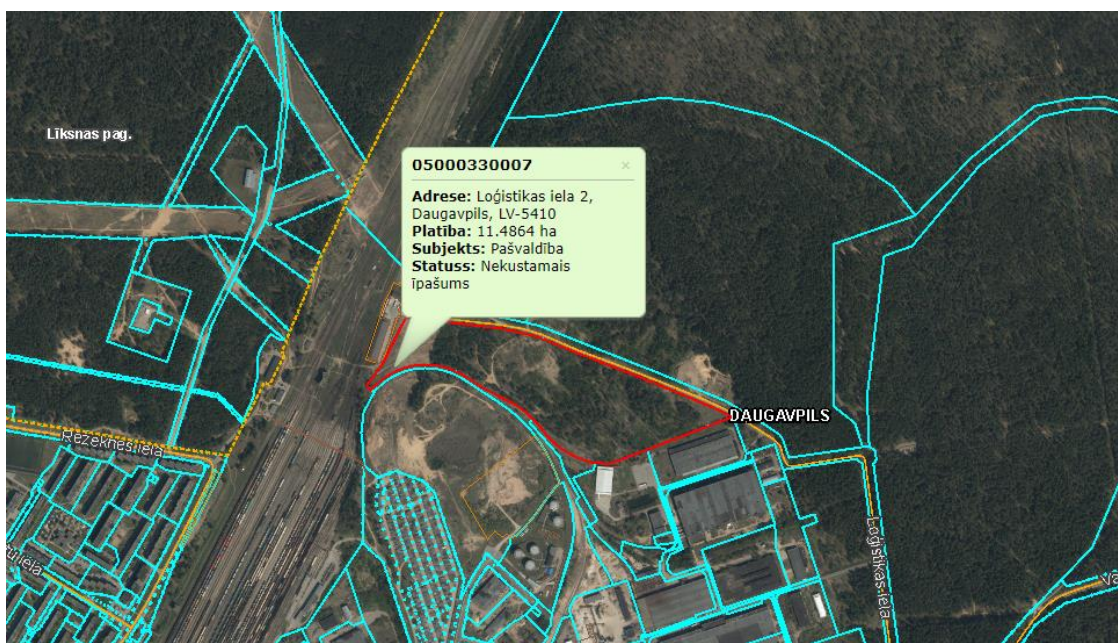 Līksnas pag.
05000330007
×
Adrese: Loģistikas iela 2,
Daugavpils, LV-5410
Platība: 11.4864 ha
Subjekts: Pašvaldība
Statuss: Nekustamais
īpašums
DAUGAVPILS
Rēzeknes iela
Loģistikas iela
iela